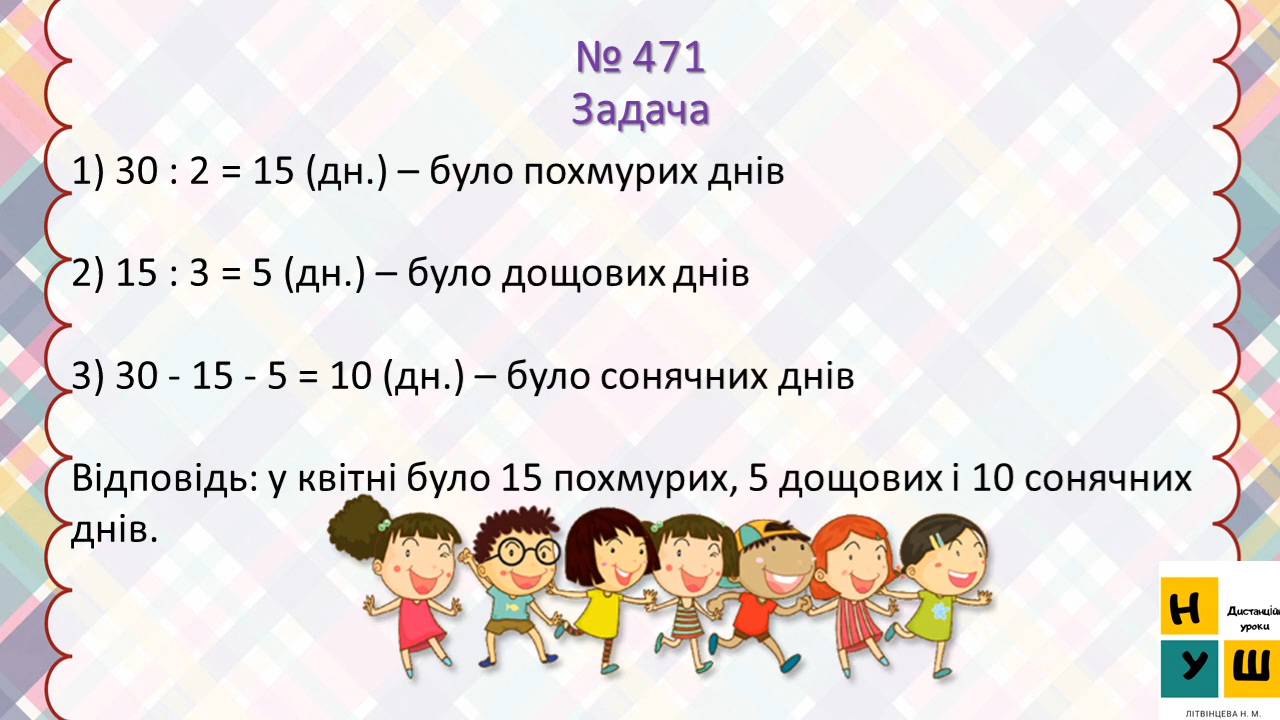 № 471
Задача
1) 30 : 2 = 15 (дн.) – було похмурих днів
2) 15 : 3 = 5 (дн.) – було дощових днів
3) 30 - 15 - 5 = 10 (дн.) – було сонячних днів
Відповідь: у квітні було 15 похмурих, 5 дощових і 10 сонячних
днів.
Н
Дистанцій
уроки
У Ш
ЛІТВІНЦЕВА Н. М.